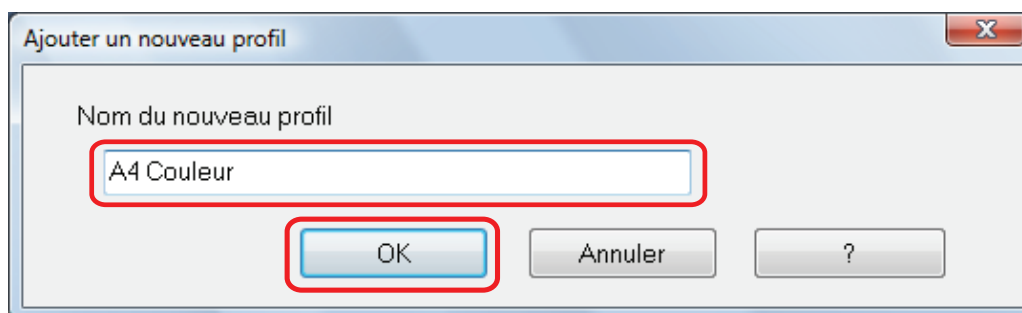 Ajouter un nouveau profil
Nom du nouveau profil
A4 Couleur
OK Annuler ?